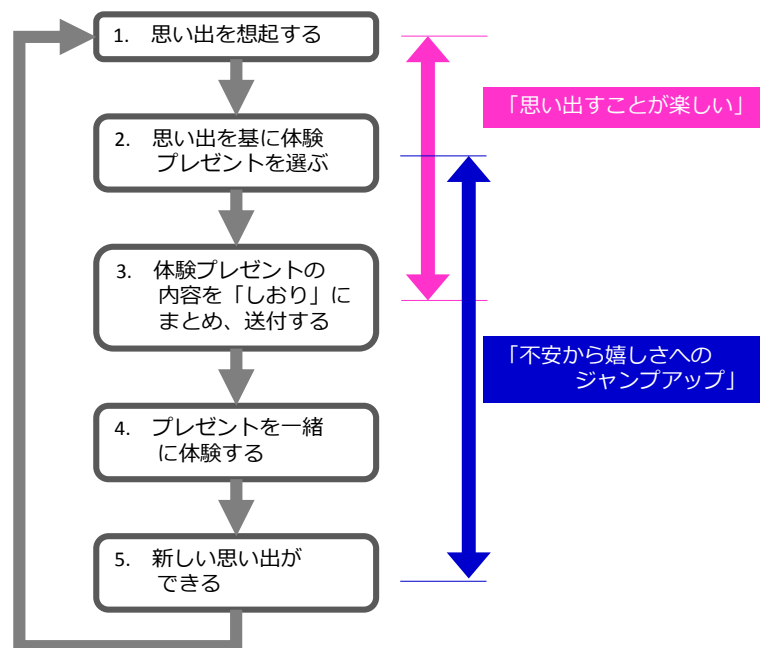 1. 思い出を想起する
「思い出すことが楽しい」
2. 思い出を基に体験
プレゼントを選ぶ
3. 体験プレゼントの
内容を「しおり」に
まとめ、送付する
「不安から嬉しさへの
ジャンプアップ」
4. プレゼントを一緒
に体験する
5. 新しい思い出が
できる